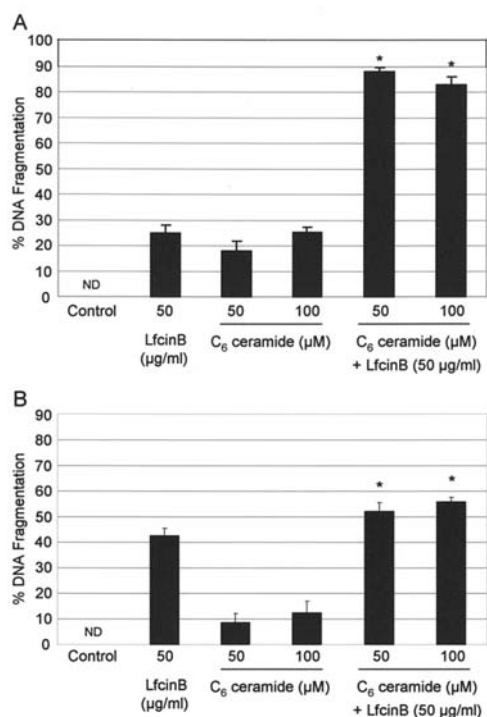 A
% DNA Fragmentation
100
90
80
70
60
50
40
30
20
10
0
ND
* *
Control 50 50 100 50 100
LfcinB (µg/ml)
C₆ ceramide (µM)
C₆ ceramide (µM) + LfcinB (50 µg/ml)
B
% DNA Fragmentation
90
80
70
60
50
40
30
20
10
0
ND
* *
Control 50 50 100 50 100
LfcinB (µg/ml)
C₆ ceramide (µM)
C₆ ceramide (µM) + LfcinB (50 µg/ml)